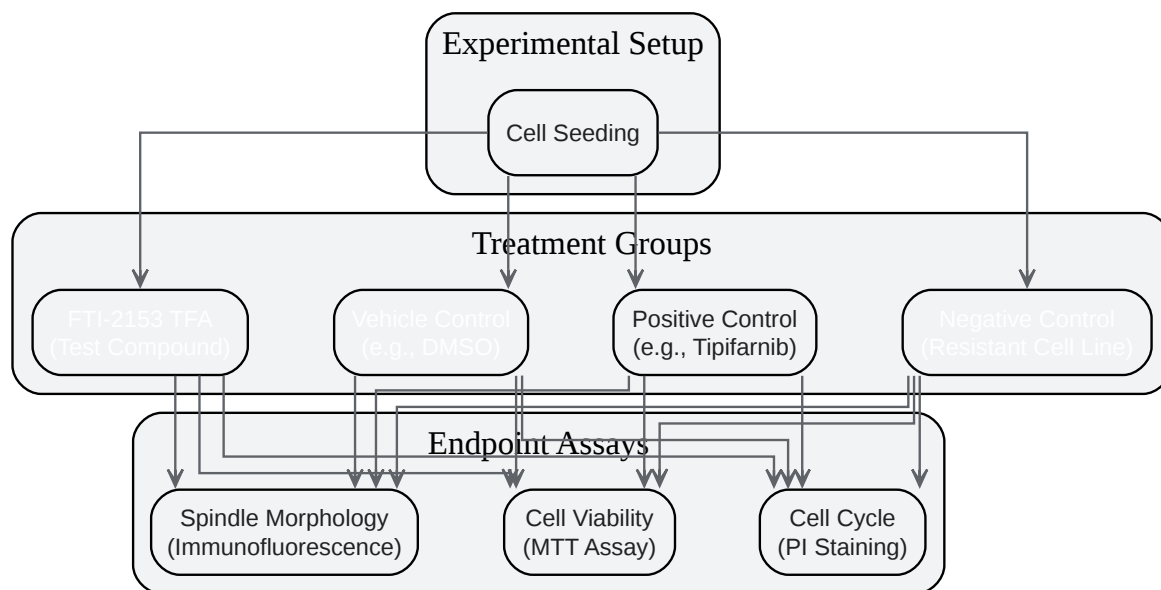 Experimental Setup
Cell Seeding
Treatment Groups
FTI-2153 TFA
(Test Compound)
Vehicle Control
(e.g., DMSO)
Positive Control
(e.g., Tipifarnib)
Negative Control
(Resistant Cell Line)
Endpoint Assays
Spindle Morphology
(Immunofluorescence)
Cell Viability
(MTT Assay)
Cell Cycle
(PI Staining)